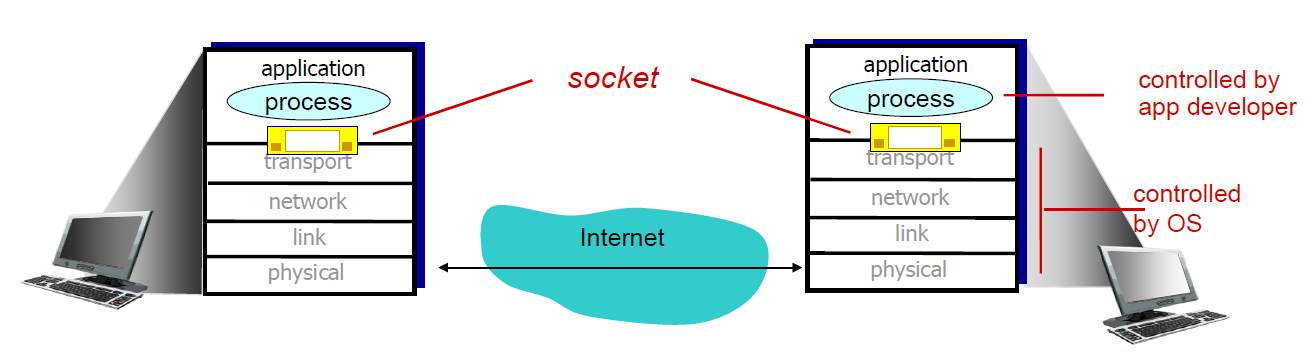 application
process
transport
network
link
physical
socket
Internet
application
process
transport
network
link
physical
controlled by
app developer
controlled
by OS